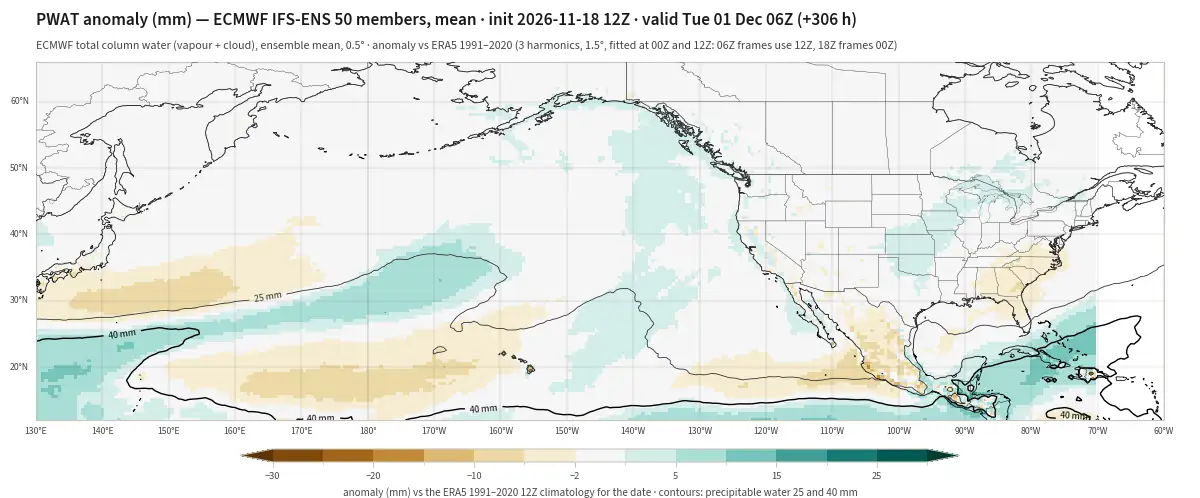 PWAT anomaly (mm) — ECMWF IFS-ENS 50 members, mean · init 2026-11-18 12Z · valid Tue 01 Dec 06Z (+306 h)
ECMWF total column water (vapour + cloud), ensemble mean, 0.5° · anomaly vs ERA5 1991–2020 (3 harmonics, 1.5°, fitted at 00Z and 12Z: 06Z frames use 12Z, 18Z frames 00Z)
60°N
50°N
40°N
30°N
20°N
25 mm
40 mm
40 mm
40 mm
40 mm
130°E 140°E 150°E 160°E 170°E 180° 170°W 160°W 150°W 140°W 130°W 120°W 110°W 100°W 90°W 80°W 70°W 60°W
−30 −20 −10 −2 5 15 25
anomaly (mm) vs the ERA5 1991–2020 12Z climatology for the date · contours: precipitable water 25 and 40 mm